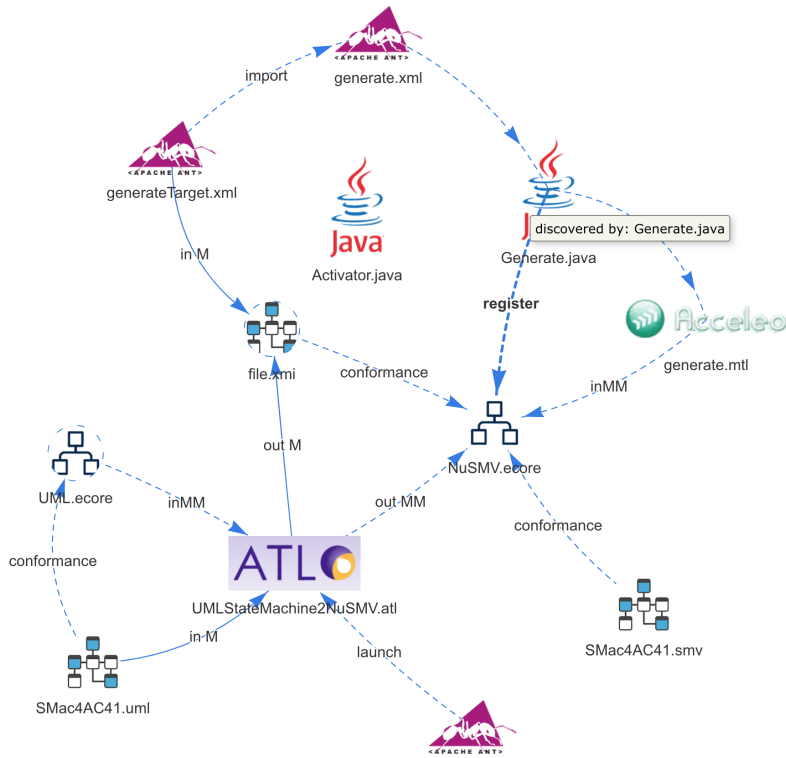 <APACHE ANT>
generate.xml
import
<APACHE ANT>
generateTarget.xml
Java
Activator.java
J
discovered by: Generate.java
Generate.java
in M
register
Acceleo
generate.mtl
file.xmi
conformance
inMM
NuSMV.ecore
out M
UML.ecore
inMM
out MM
conformance
conformance
ATL
UMLStateMachine2NuSMV.atl
in M
launch
SMac4AC41.smv
SMac4AC41.uml
<APACHE ANT>